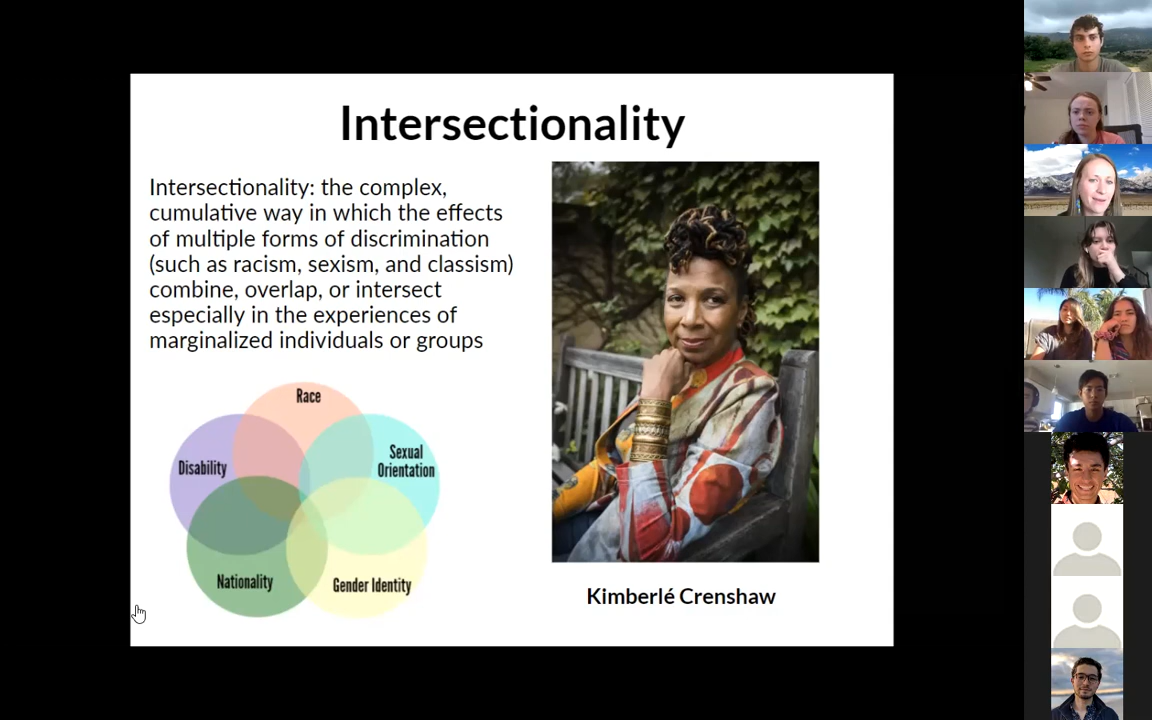 Intersectionality
Intersectionality: the complex,
cumulative way in which the effects
of multiple forms of discrimination
(such as racism, sexism, and classism)
combine, overlap, or intersect
especially in the experiences of
marginalized individuals or groups
Race
Disability
Sexual
Orientation
Nationality
Gender Identity
Kimberlé Crenshaw